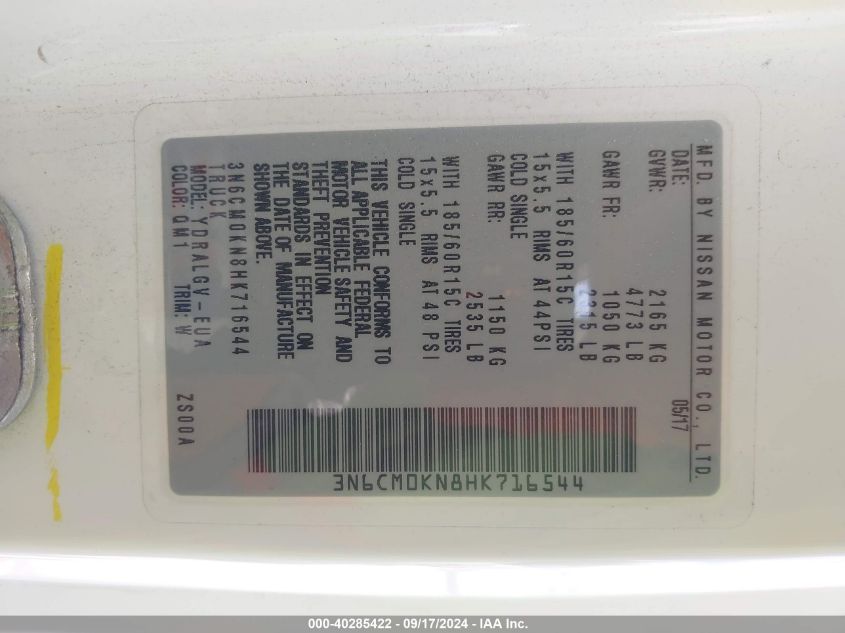 MFD. BY NISSAN MOTOR CO., LTD.
DATE: 05/17
GVWR: 2165 KG
4773 LB
GAWR FR: 1050 KG
2315 LB
WITH 185/60R15C TIRES
15x5.5 RIMS AT 44PSI
COLD SINGLE
GAWR RR: 1150 KG
2535 LB
WITH 185/60R15C TIRES
15x5.5 RIMS AT 48 PSI
COLD SINGLE
THIS VEHICLE CONFORMS TO
ALL APPLICABLE FEDERAL
MOTOR VEHICLE SAFETY AND
THEFT PREVENTION
STANDARDS IN EFFECT ON
THE DATE OF MANUFACTURE
SHOWN ABOVE.
3N6CM0KN8HK716544
TRUCK
MODEL: YDRALGV-EUA
COLOR: QM1 TRIM: W ZS00A
3N6CM0KN8HK716544
000-40285422 - 09/17/2024 - IAA Inc.